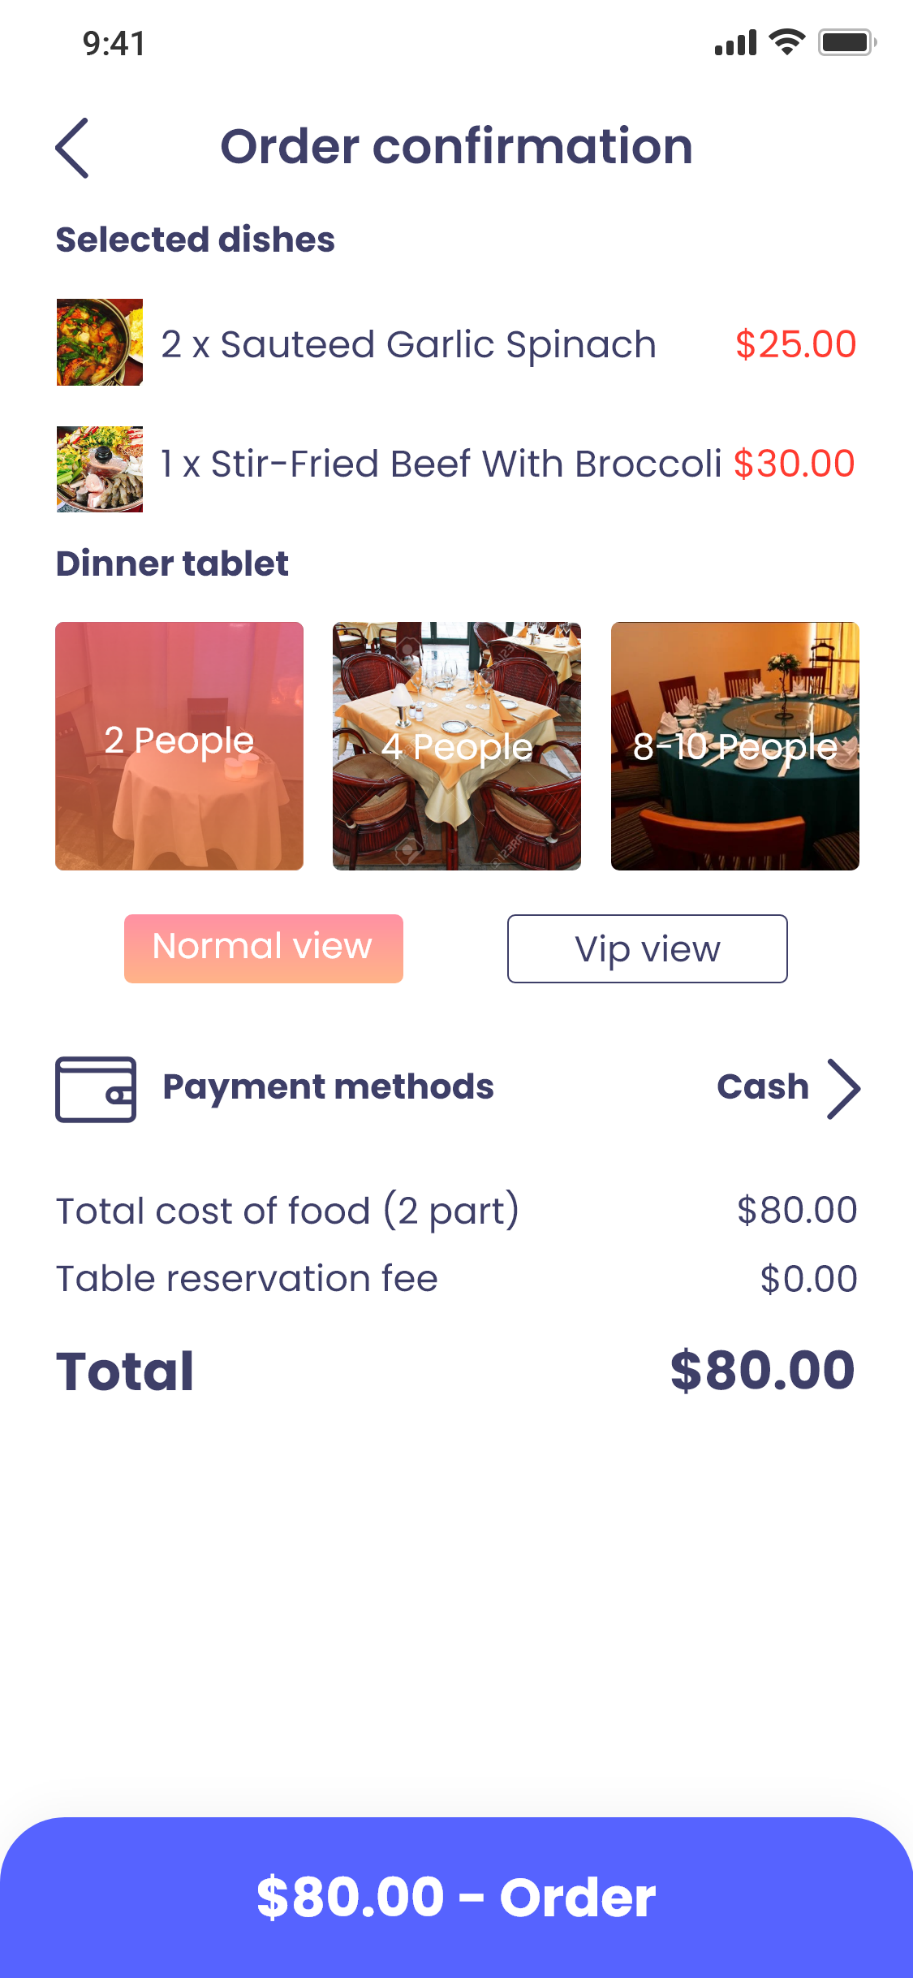 9:41
Order confirmation
Selected dishes
2 x Sauteed Garlic Spinach $25.00
1 x Stir-Fried Beef With Broccoli $30.00
Dinner tablet
2 People 4 People 8-10 People
Normal view Vip view
Payment methods Cash
Total cost of food (2 part) $80.00
Table reservation fee $0.00
Total $80.00
$80.00 - Order